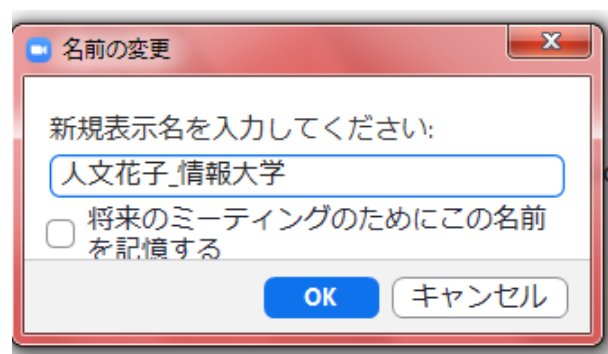 名前の変更
新規表示名を入力してください:
人文花子_情報大学
将来のミーティングのためにこの名前
を記憶する
OK
キャンセル